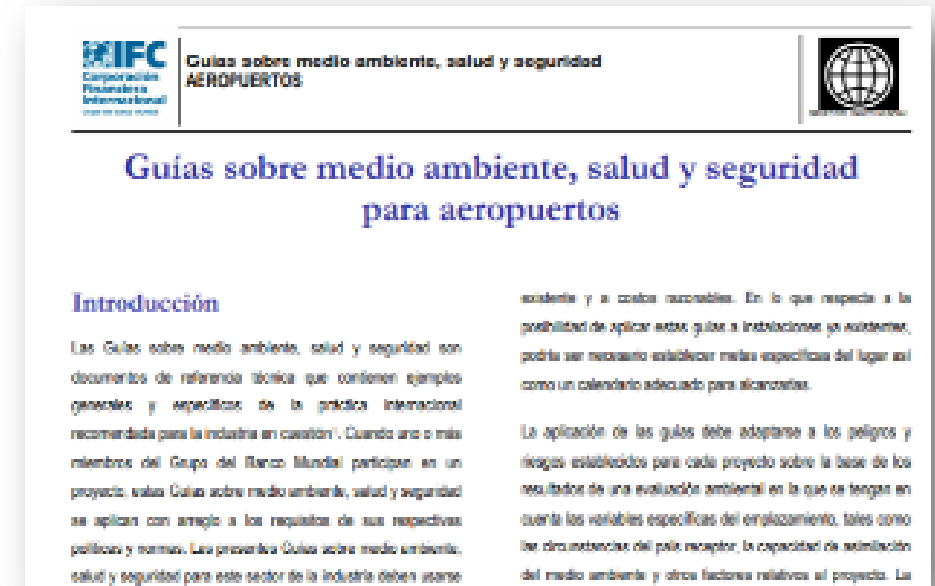 IFC
Corporación
Financiera
Internacional
Guías sobre medio ambiente, salud y seguridad
AEROPUERTOS
Guías sobre medio ambiente, salud y seguridad
para aeropuertos
Introducción
Las Guías sobre medio ambiente, salud y seguridad son
documentos de referencia técnica que contienen ejemplos
generales y específicos de la práctica internacional
recomendada para la industria en cuestión¹. Cuando uno o más
miembros del Grupo del Banco Mundial participan en un
proyecto, estas Guías sobre medio ambiente, salud y seguridad
se aplican con arreglo a los requisitos de sus respectivas
políticas y normas. Las presentes Guías sobre medio ambiente,
salud y seguridad para este sector de la industria deben usarse
existente y a costos razonables. En lo que respecta a la
posibilidad de aplicar estas guías a instalaciones ya existentes,
podría ser necesario establecer metas específicas del lugar así
como un calendario adecuado para alcanzarlas.
La aplicación de las guías debe adaptarse a los peligros y
riesgos establecidos para cada proyecto sobre la base de los
resultados de una evaluación ambiental en la que se tengan en
cuenta las variables específicas del emplazamiento, tales como
las circunstancias del país receptor, la capacidad de asimilación
del medio ambiente y otros factores relativos al proyecto. La